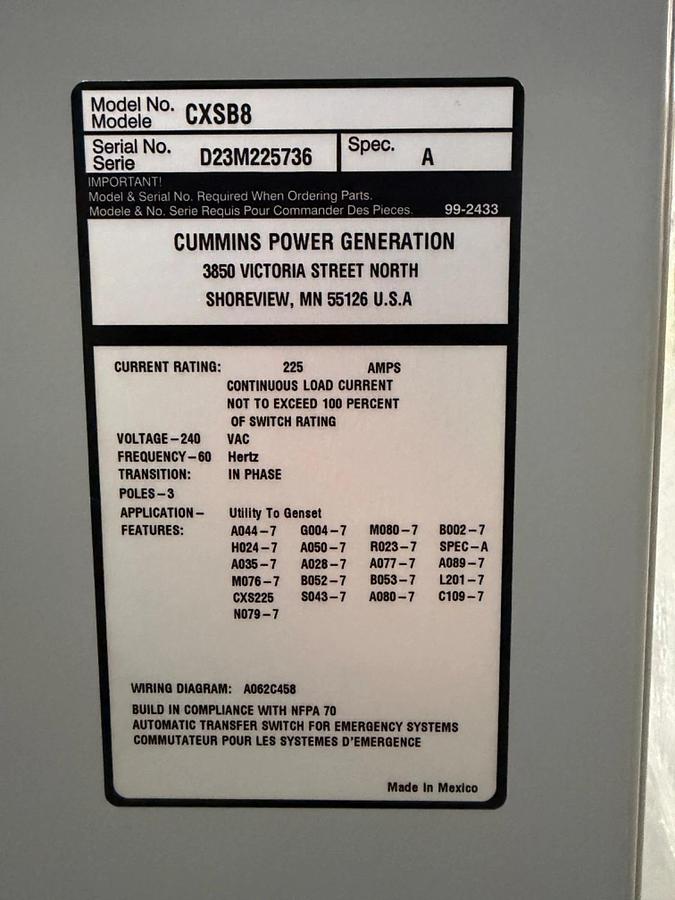 Model No. CXSB8
Modele
Serial No. D23M225736 Spec. A
Serie
IMPORTANT!
Model & Serial No. Required When Ordering Parts.
Modele & No. Serie Requis Pour Commander Des Pieces. 99-2433
CUMMINS POWER GENERATION
3850 VICTORIA STREET NORTH
SHOREVIEW, MN 55126 U.S.A
CURRENT RATING: 225 AMPS
CONTINUOUS LOAD CURRENT
NOT TO EXCEED 100 PERCENT
OF SWITCH RATING
VOLTAGE-240 VAC
FREQUENCY-60 Hertz
TRANSITION: IN PHASE
POLES-3
APPLICATION- Utility To Genset
FEATURES: A044-7 G004-7 M080-7 B002-7
H024-7 A050-7 R023-7 SPEC-A
A035-7 A028-7 A077-7 A089-7
M076-7 B052-7 B053-7 L201-7
CXS225 S043-7 A080-7 C109-7
N079-7
WIRING DIAGRAM: A062C458
BUILD IN COMPLIANCE WITH NFPA 70
AUTOMATIC TRANSFER SWITCH FOR EMERGENCY SYSTEMS
COMMUTATEUR POUR LES SYSTEMES D'EMERGENCE
Made In Mexico